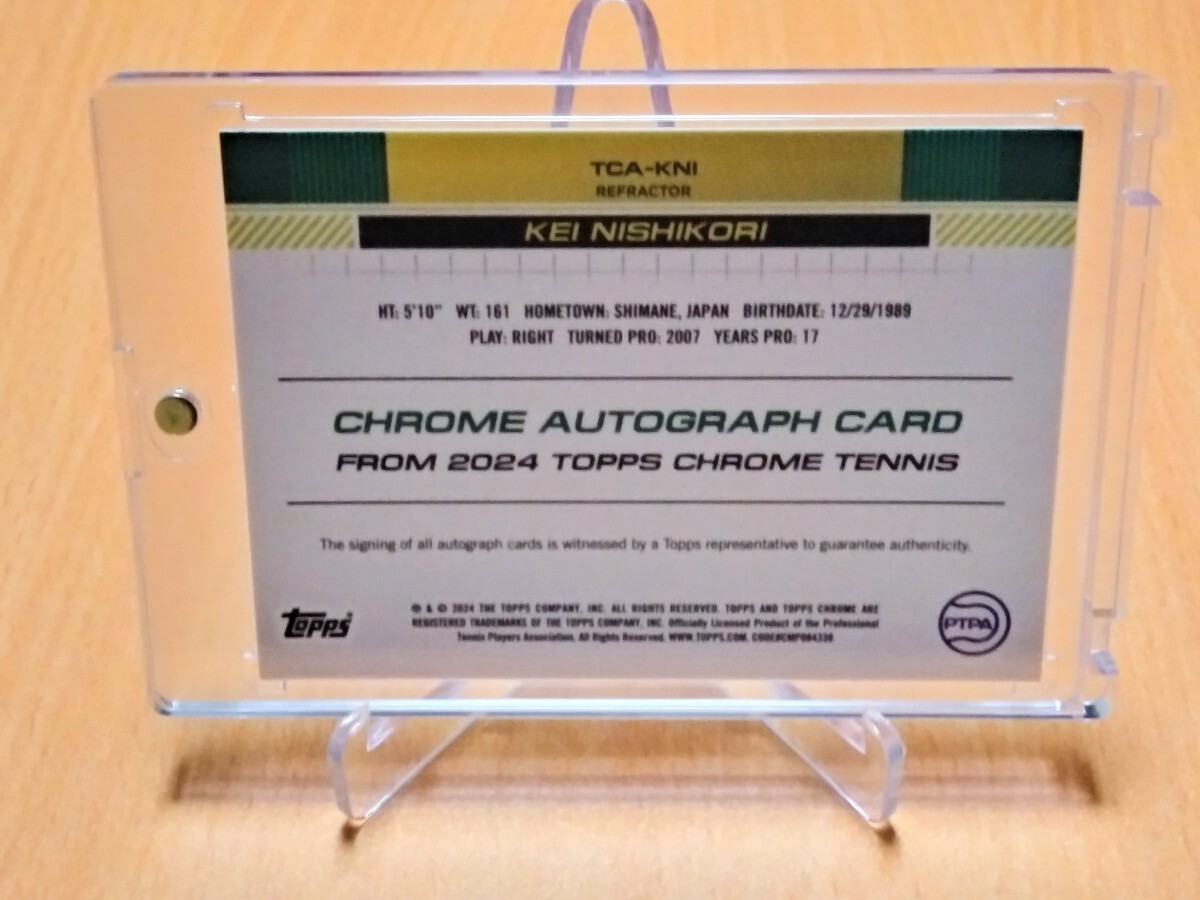 TCA-KNI
REFRACTOR
KEI NISHIKORI
HT: 5'10" WT: 161 HOMETOWN: SHIMANE, JAPAN BIRTHDATE: 12/29/1989
PLAY: RIGHT TURNED PRO: 2007 YEARS PRO: 17
CHROME AUTOGRAPH CARD
FROM 2024 TOPPS CHROME TENNIS
The signing of all autograph cards is witnessed by a Topps representative to guarantee authenticity.
Topps
® & © 2024 THE TOPPS COMPANY, INC. ALL RIGHTS RESERVED. TOPPS AND TOPPS CHROME ARE
REGISTERED TRADEMARKS OF THE TOPPS COMPANY, INC. Officially Licensed Product of the Professional
Tennis Players Association. All Rights Reserved. WWW.TOPPS.COM. CODE#CMP084338
PTPA